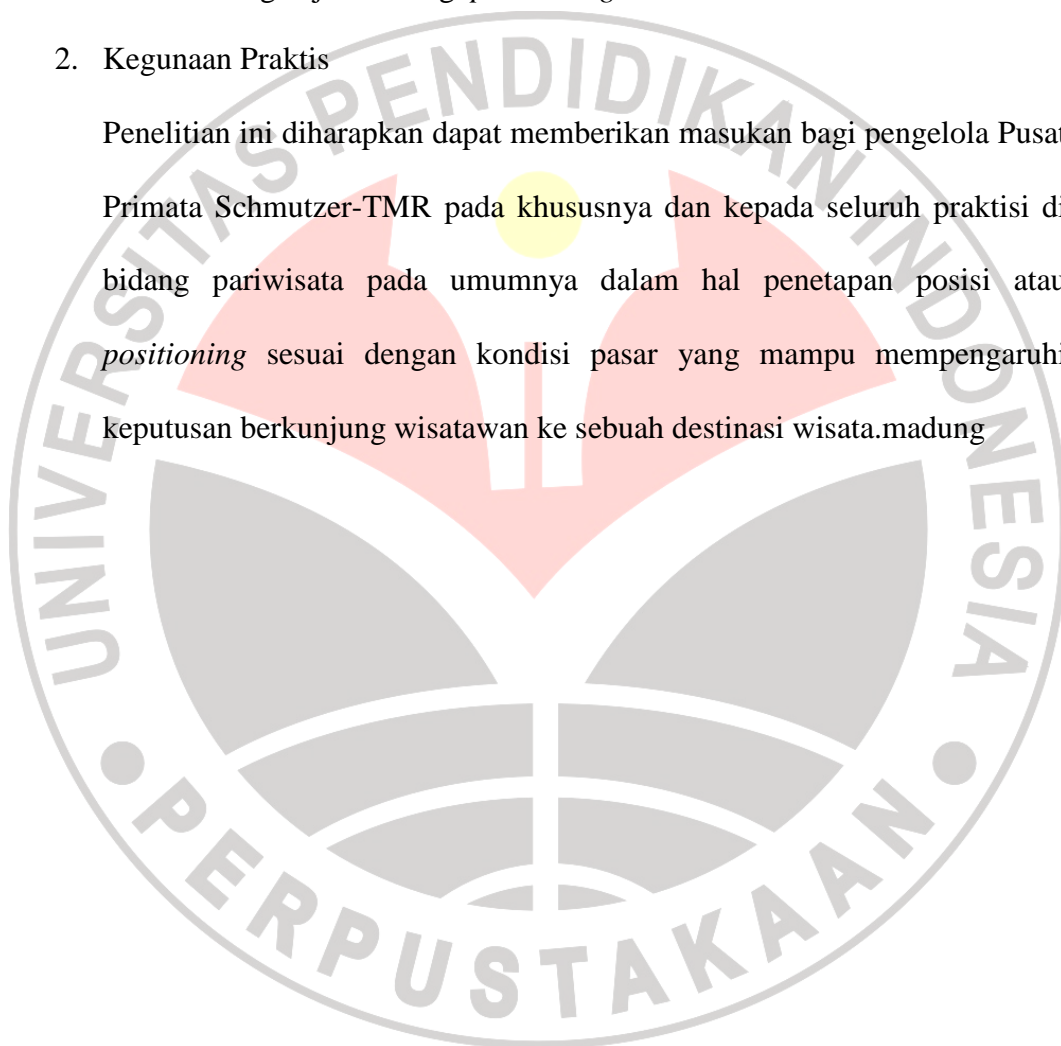 2. Kegunaan Praktis
Penelitian ini diharapkan dapat memberikan masukan bagi pengelola Pusat
Primata Schmutzer-TMR pada khususnya dan kepada seluruh praktisi di
bidang pariwisata pada umumnya dalam hal penetapan posisi atau
positioning sesuai dengan kondisi pasar yang mampu mempengaruhi
keputusan berkunjung wisatawan ke sebuah destinasi wisata.madung
UNIVERSITAS PENDIDIKAN INDONESIA
PERPUSTAKAAN